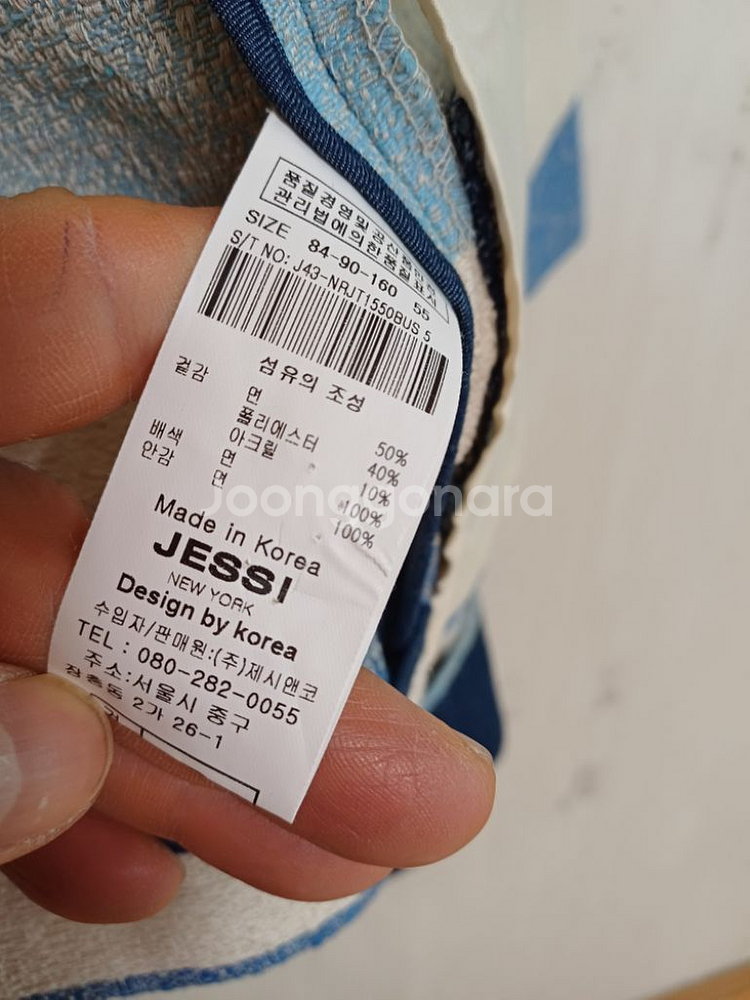 품질경영및공산품안전
관리법에의한품질표시
SIZE 84-90-160 55
S/T NO: J43-NRJT1550BUS 5
섬유의 조성
겉감 면 50%
폴리에스터 40%
아크릴 10%
배색 면 100%
안감 면 100%
Made in Korea
JESSI
NEW YORK
Design by korea
수입자/판매원:(주)제시앤코
TEL : 080-282-0055
주소:서울시 중구
장충동 2가 26-1
Joonggonara